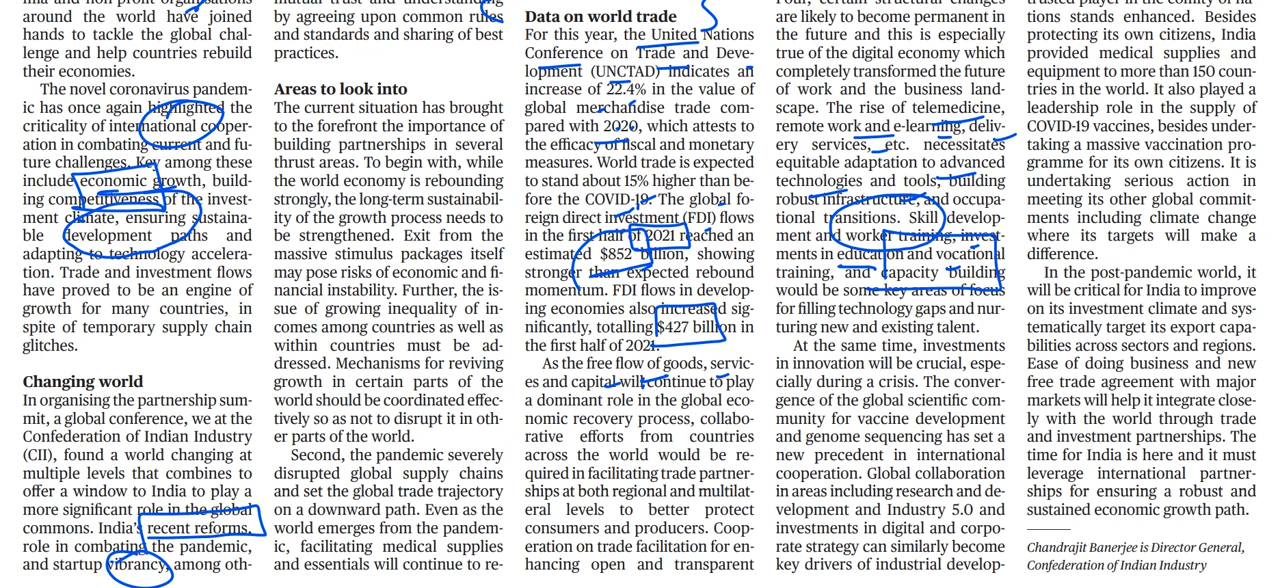 mia and non-profit organisations
around the world have joined
hands to tackle the global chal-
lenge and help countries rebuild
their economies.
The novel coronavirus pandem-
ic has once again highlighted the
criticality of international cooper-
ation in combating current and fu-
ture challenges. Key among these
include economic growth, build-
ing competitiveness of the invest-
ment climate, ensuring sustaina-
ble development paths and
adapting to technology accelera-
tion. Trade and investment flows
have proved to be an engine of
growth for many countries, in
spite of temporary supply chain
glitches.
Changing world
In organising the partnership sum-
mit, a global conference, we at the
Confederation of Indian Industry
(CII), found a world changing at
multiple levels that combines to
offer a window to India to play a
more significant role in the global
commons. India's recent reforms,
role in combating the pandemic,
and startup vibrancy, among oth-
mutual trust and understanding
by agreeing upon common rules
and standards and sharing of best
practices.
Areas to look into
The current situation has brought
to the forefront the importance of
building partnerships in several
thrust areas. To begin with, while
the world economy is rebounding
strongly, the long-term sustainabil-
ity of the growth process needs to
be strengthened. Exit from the
massive stimulus packages itself
may pose risks of economic and fi-
nancial instability. Further, the is-
sue of growing inequality of in-
comes among countries as well as
within countries must be ad-
dressed. Mechanisms for reviving
growth in certain parts of the
world should be coordinated effec-
tively so as not to disrupt it in oth-
er parts of the world.
Second, the pandemic severely
disrupted global supply chains
and set the global trade trajectory
on a downward path. Even as the
world emerges from the pandem-
ic, facilitating medical supplies
and essentials will continue to re-
Data on world trade
For this year, the United Nations
Conference on Trade and Deve-
lopment (UNCTAD) indicates an
increase of 22.4% in the value of
global merchandise trade com-
pared with 2020, which attests to
the efficacy of fiscal and monetary
measures. World trade is expected
to stand about 15% higher than be-
fore the COVID-19. The global fo-
reign direct investment (FDI) flows
in the first half of 2021 reached an
estimated $852 billion, showing
stronger than expected rebound
momentum. FDI flows in develop-
ing economies also increased sig-
nificantly, totalling $427 billion in
the first half of 2021.
As the free flow of goods, servic-
es and capital will continue to play
a dominant role in the global eco-
nomic recovery process, collabo-
rative efforts from countries
across the world would be re-
quired in facilitating trade partner-
ships at both regional and multilat-
eral levels to better protect
consumers and producers. Coop-
eration on trade facilitation for en-
hancing open and transparent
Four, certain structural changes
are likely to become permanent in
the future and this is especially
true of the digital economy which
completely transformed the future
of work and the business land-
scape. The rise of telemedicine,
remote work and e-learning, deliv-
ery services, etc. necessitates
equitable adaptation to advanced
technologies and tools, building
robust infrastructure, and occupa-
tional transitions. Skill develop-
ment and worker training, invest-
ments in education and vocational
training, and capacity building
would be some key areas of focus
for filling technology gaps and nur-
turing new and existing talent.
At the same time, investments
in innovation will be crucial, espe-
cially during a crisis. The conver-
gence of the global scientific com-
munity for vaccine development
and genome sequencing has set a
new precedent in international
cooperation. Global collaboration
in areas including research and de-
velopment and Industry 5.0 and
investments in digital and corpo-
rate strategy can similarly become
key drivers of industrial develop-
trusted player in the comity of na-
tions stands enhanced. Besides
protecting its own citizens, India
provided medical supplies and
equipment to more than 150 coun-
tries in the world. It also played a
leadership role in the supply of
COVID-19 vaccines, besides under-
taking a massive vaccination pro-
gramme for its own citizens. It is
undertaking serious action in
meeting its other global commit-
ments including climate change
where its targets will make a
difference.
In the post-pandemic world, it
will be critical for India to improve
on its investment climate and sys-
tematically target its export capa-
bilities across sectors and regions.
Ease of doing business and new
free trade agreement with major
markets will help it integrate close-
ly with the world through trade
and investment partnerships. The
time for India is here and it must
leverage international partner-
ships for ensuring a robust and
sustained economic growth path.
Chandrajit Banerjee is Director General,
Confederation of Indian Industry